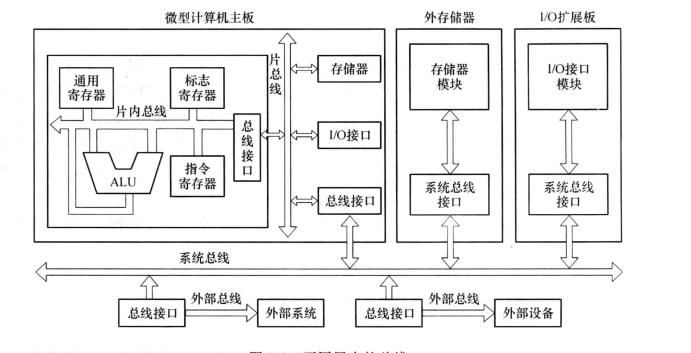 微型计算机主板
外存储器
I/O扩展板
通用
寄存器
标志
寄存器
片内总线
ALU
指令
寄存器
总线接口
片总线
存储器
I/O接口
总线接口
存储器
模块
系统总线
接口
I/O接口
模块
系统总线
接口
系统总线
总线接口
外部总线
外部系统
总线接口
外部总线
外部设备